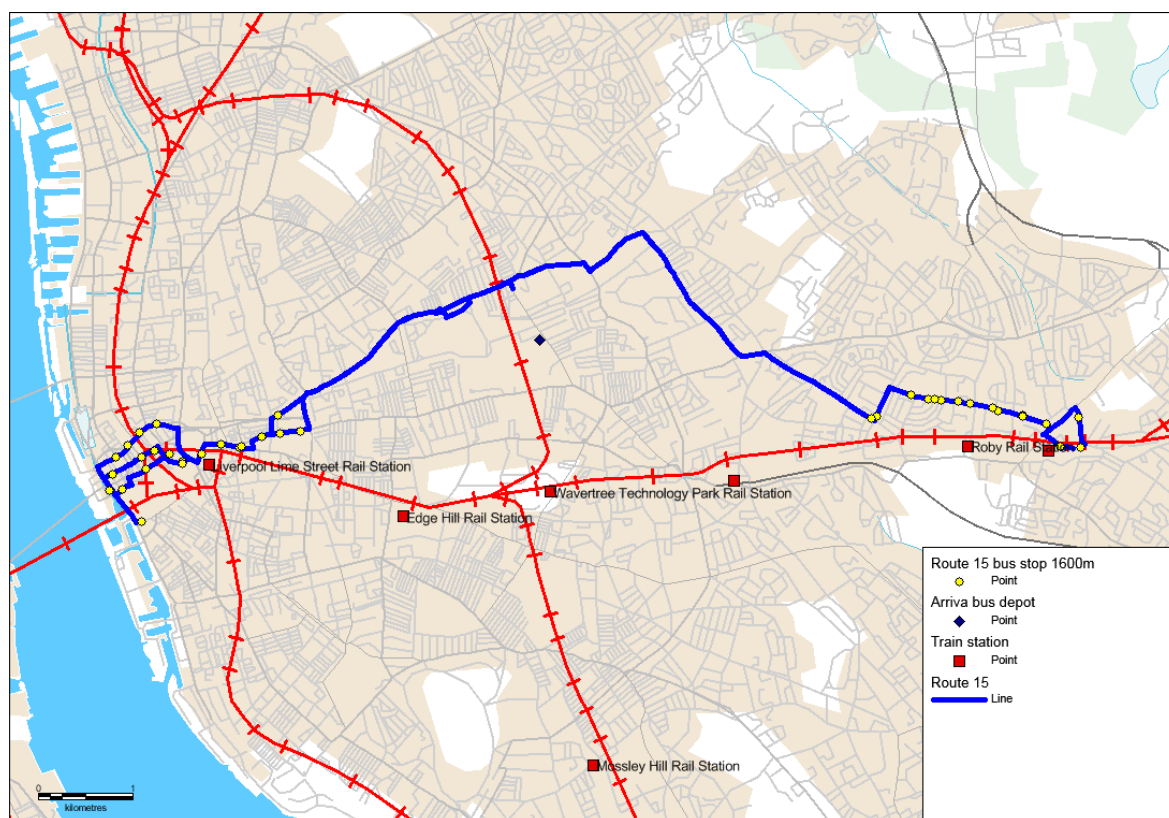 Liverpool Lime Street Rail Station
Roby Rail Station
Wavertree Technology Park Rail Station
Edge Hill Rail Station
Mossley Hill Rail Station
Route 15 bus stop 1600m
Point
Arriva bus depot
Point
Train station
Point
Route 15
Line
0 1
kilometres